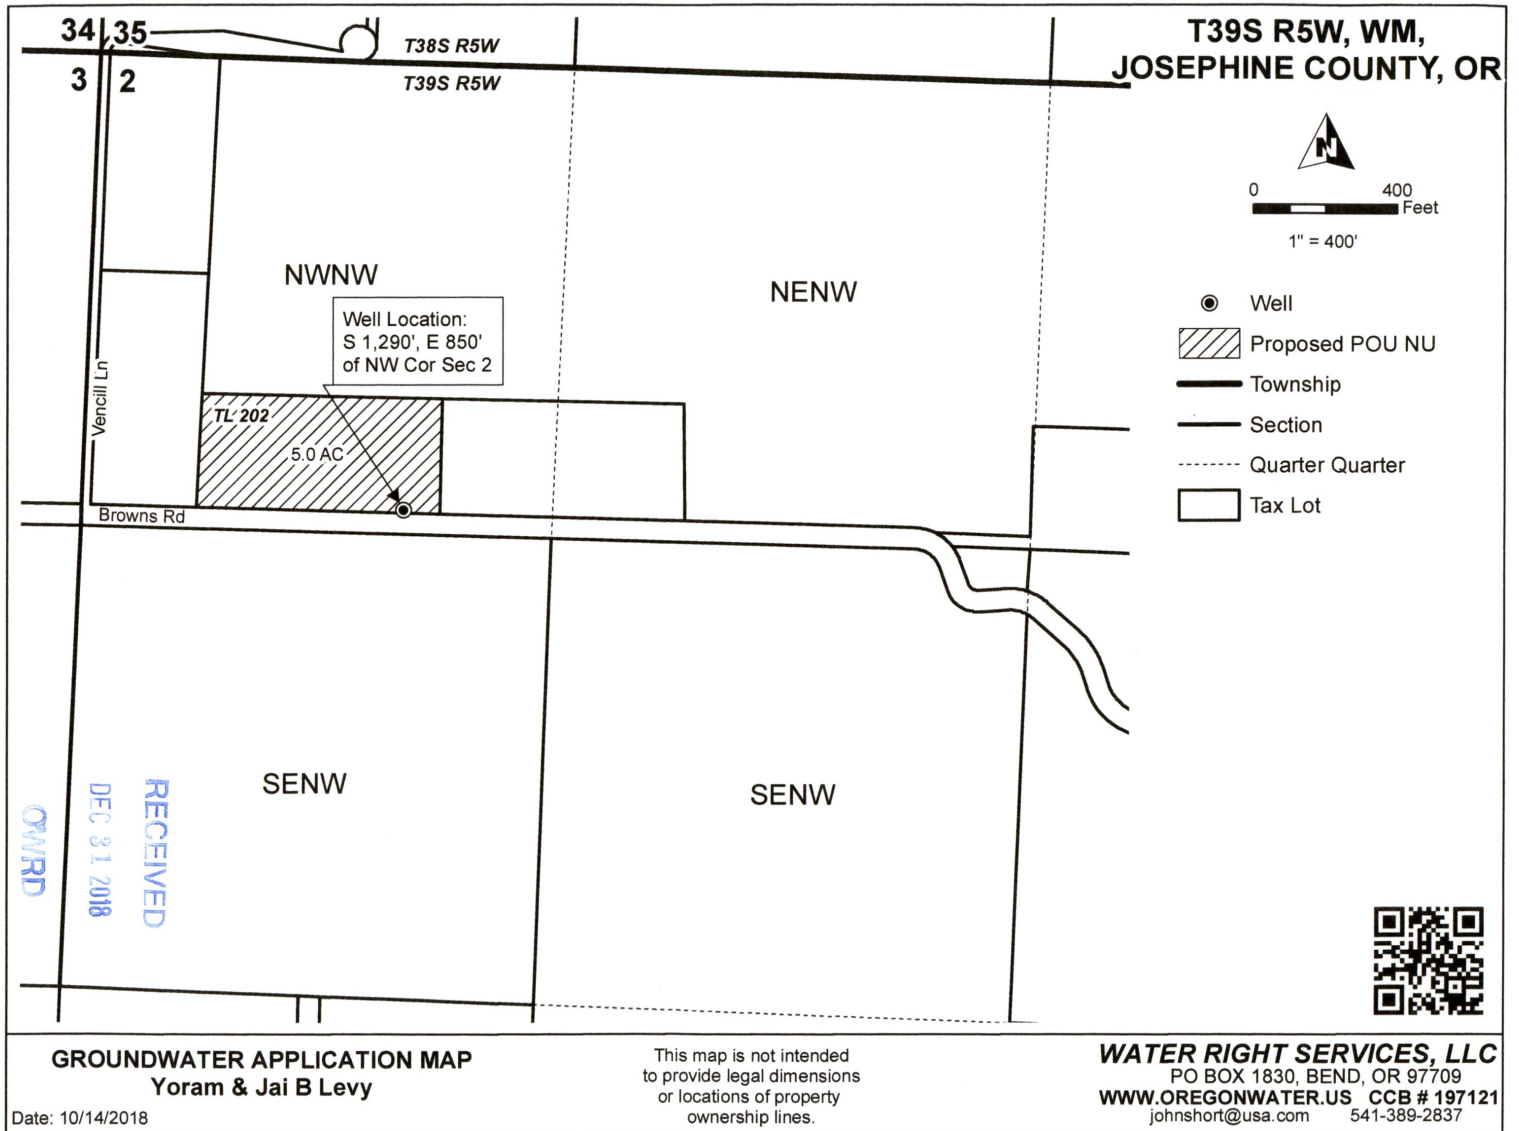 34 35
T38S R5W
3 2
T39S R5W
T39S R5W, WM,
JOSEPHINE COUNTY, OR
N
0 400
Feet
1" = 400'
NWNW
NENW
Well Location:
S 1,290', E 850'
of NW Cor Sec 2
Well
Proposed POU NU
Township
Section
Quarter Quarter
Tax Lot
Vencill Ln
TL 202
5.0 AC
Browns Rd
SENW
SENW
RECEIVED
DEC 31 2018
OWRD
GROUNDWATER APPLICATION MAP
Yoram & Jai B Levy
Date: 10/14/2018
This map is not intended
to provide legal dimensions
or locations of property
ownership lines.
WATER RIGHT SERVICES, LLC
PO BOX 1830, BEND, OR 97709
WWW.OREGONWATER.US CCB # 197121
johnshort@usa.com 541-389-2837